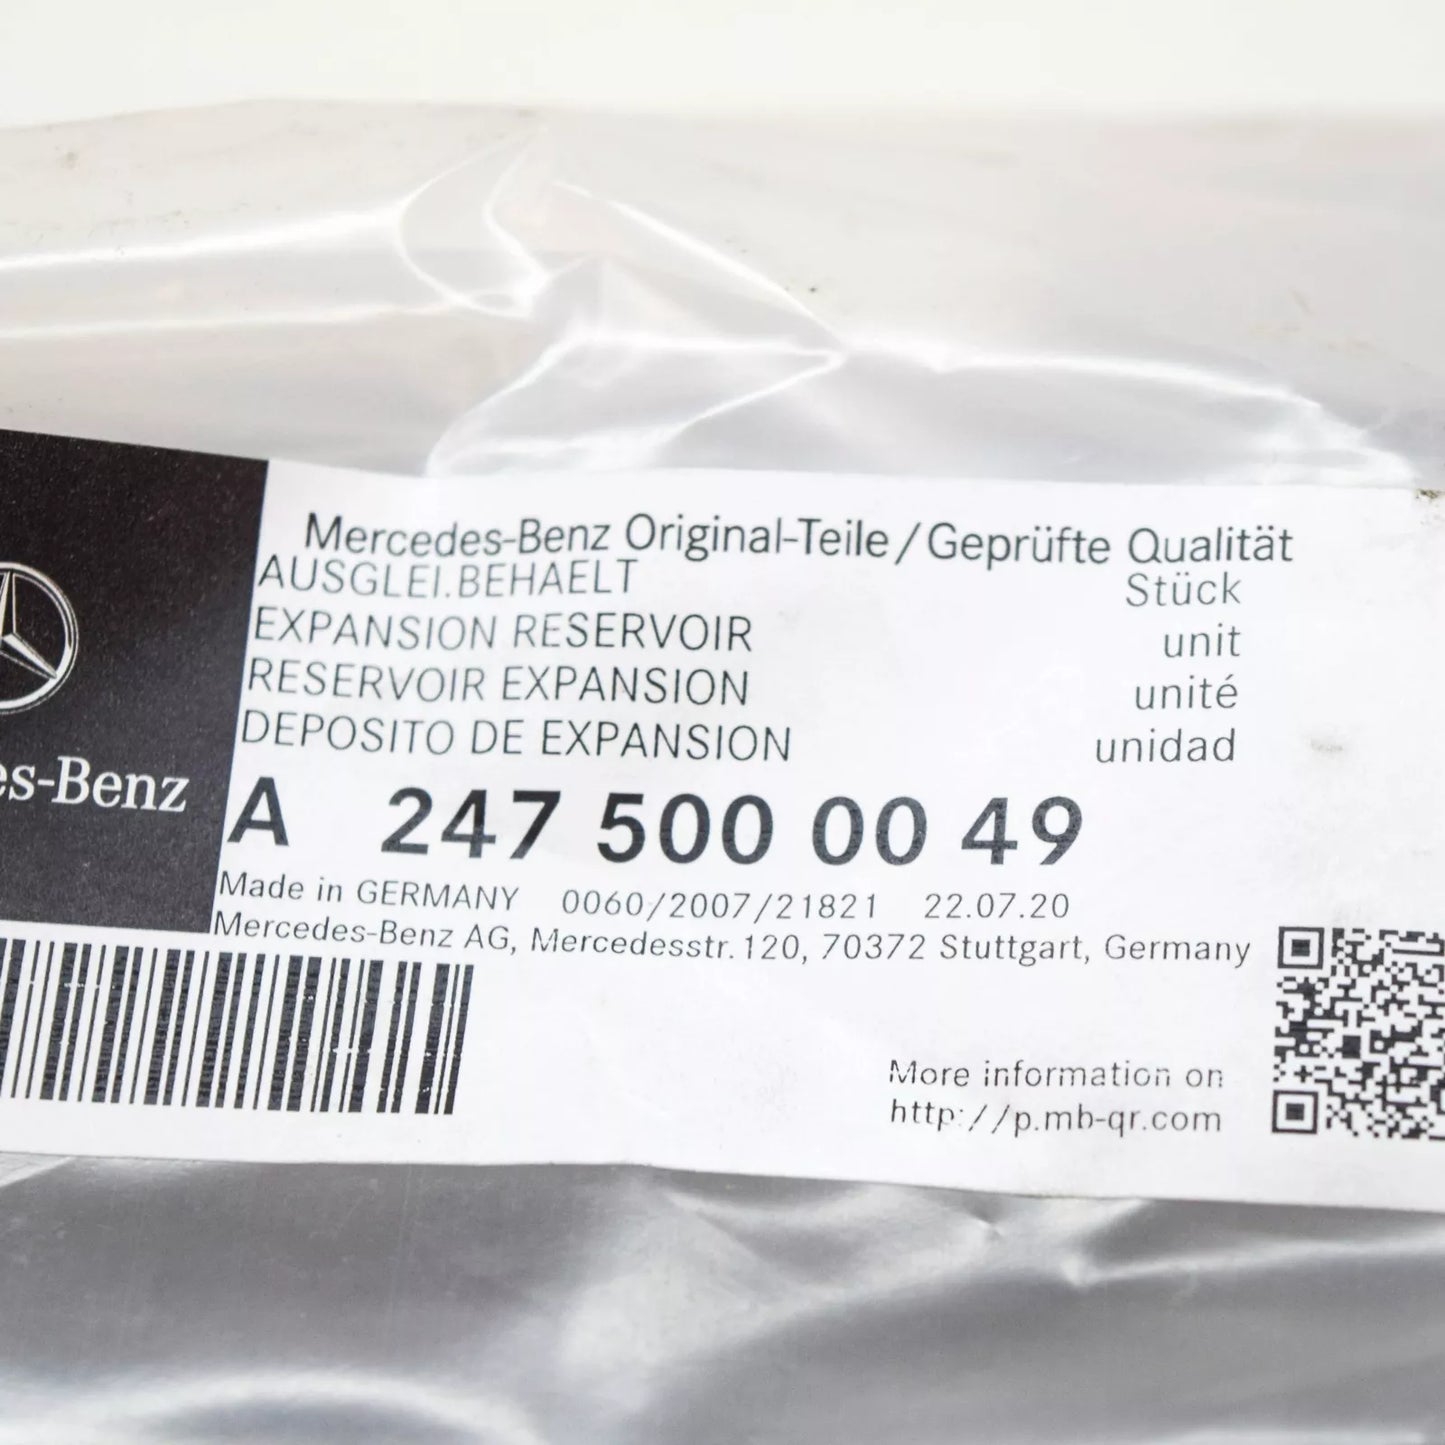 Mercedes-Benz Original-Teile/Geprüfte Qualität
AUSGLEI.BEHAELT Stück
EXPANSION RESERVOIR unit
RESERVOIR EXPANSION unité
DEPOSITO DE EXPANSION unidad
es-Benz
A 247 500 00 49
Made in GERMANY 0060/2007/21821 22.07.20
Mercedes-Benz AG, Mercedesstr.120, 70372 Stuttgart, Germany
More information on
http://p.mb-qr.com